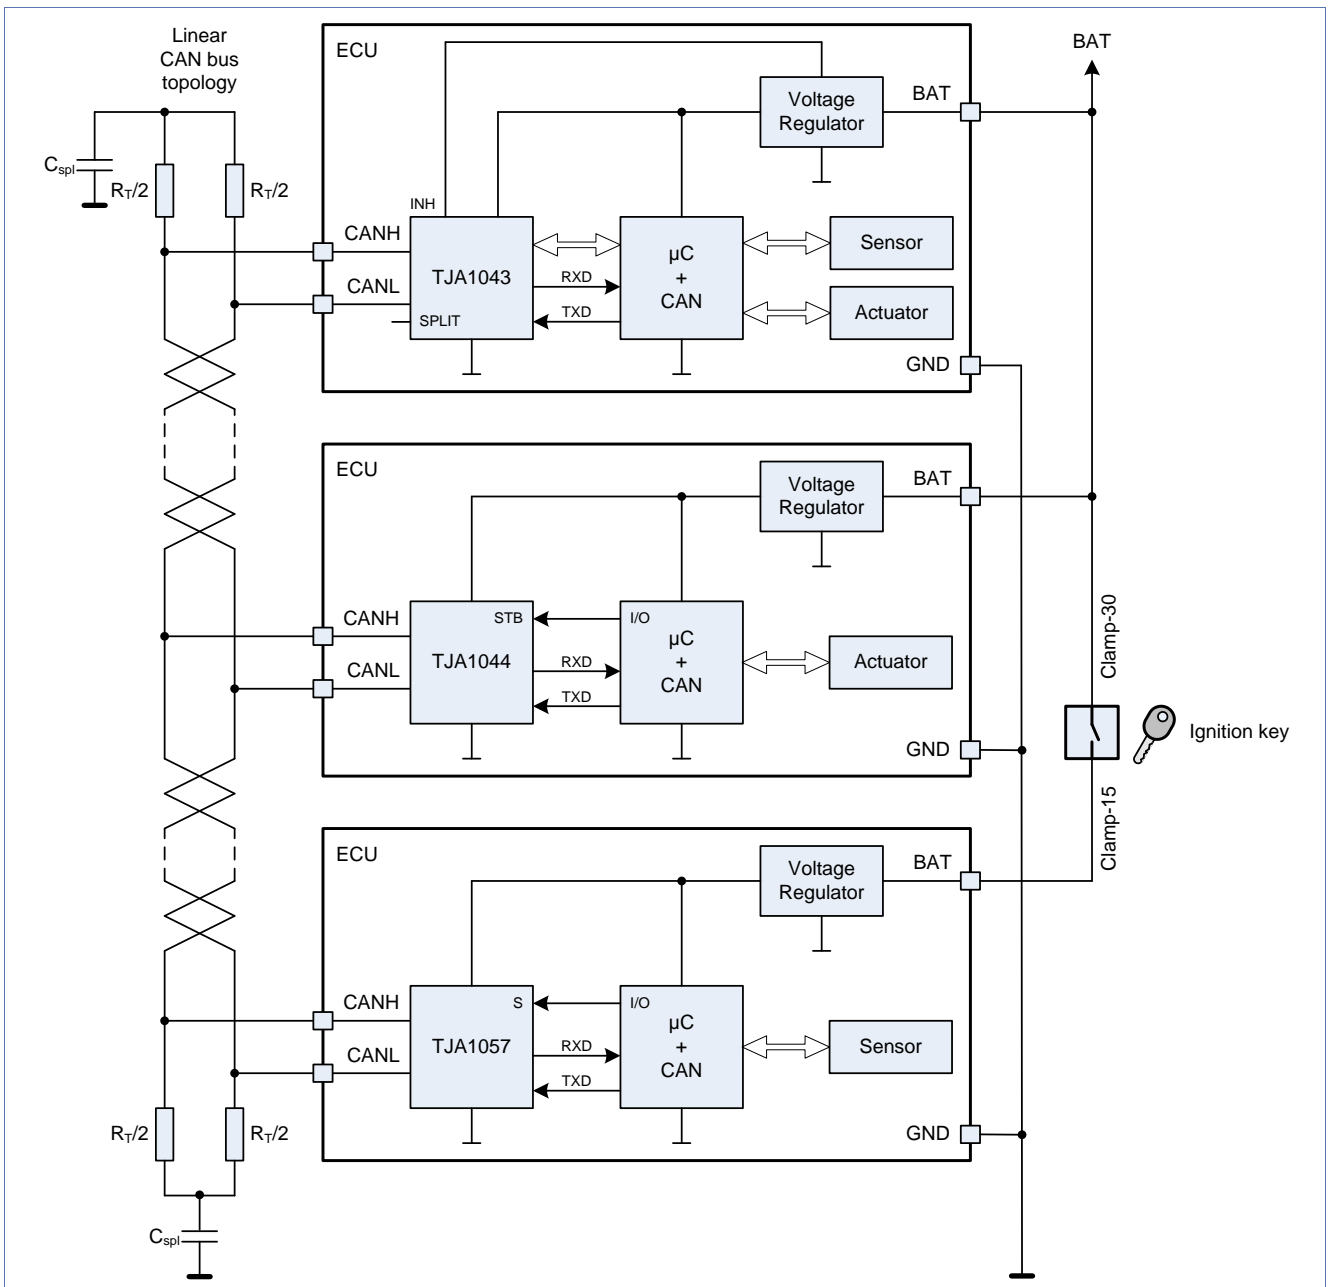 Linear
CAN bus
topology
ECU
BAT
Voltage
Regulator
BAT
Cspl
RT/2
RT/2
INH
CANH
TJA1043
µC
+
CAN
Sensor
RXD
CANL
TXD
Actuator
SPLIT
GND
ECU
Voltage
Regulator
BAT
CANH
STB
I/O
TJA1044
µC
+
CAN
RXD
Actuator
CANL
TXD
Clamp-30
Ignition key
GND
Clamp-15
ECU
Voltage
Regulator
BAT
CANH
S
I/O
TJA1057
µC
+
CAN
RXD
Sensor
CANL
TXD
RT/2
RT/2
GND
Cspl